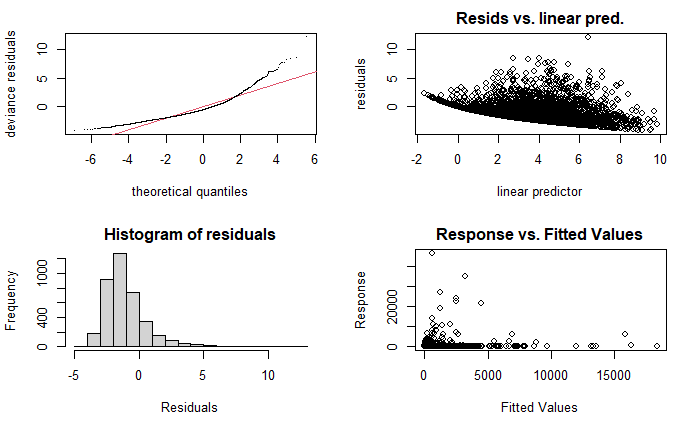 deviance residuals
0 5 10
-6 -4 -2 0 2 4 6
theoretical quantiles
Resids vs. linear pred.
residuals
0 5 10
-2 0 2 4 6 8 10
linear predictor
Histogram of residuals
Frequency
0 400 1000
-5 0 5 10
Residuals
Response vs. Fitted Values
Response
0 20000
0 5000 10000 15000
Fitted Values